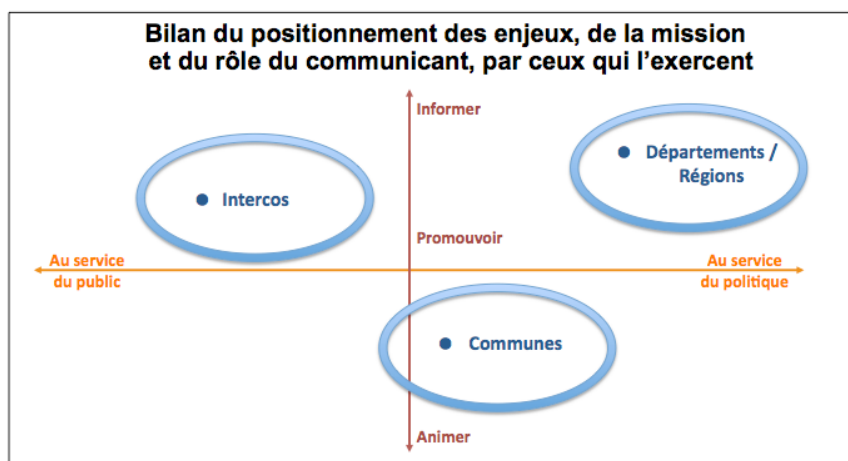 Bilan du positionnement des enjeux, de la mission
et du rôle du communicant, par ceux qui l'exercent
Informer
Départements /
Régions
Intercos
Promouvoir
Au service
du public
Au service
du politique
Communes
Animer